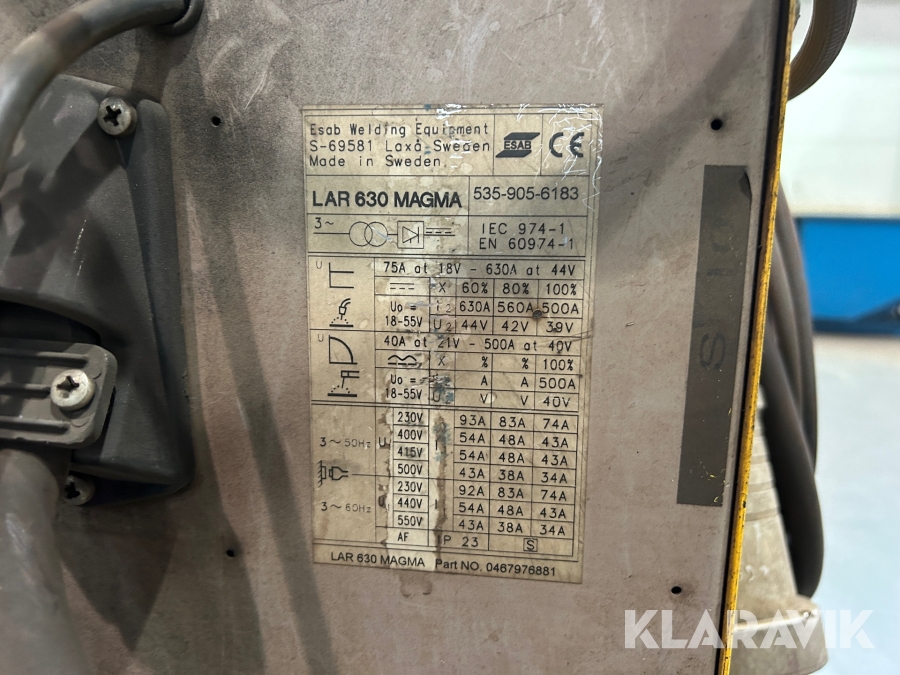 Esab Welding Equipment
S-69581 Laxå Sweden
Made in Sweden.
ESAB CE
LAR 630 MAGMA 535-905-6183
3~
IEC 974-1
EN 60974-1
U
75A at 18V - 630A at 44V
X 60% 80% 100%
Uo = I2 630A 560A 500A
18-55V U2 44V 42V 39V
U
40A at 21V - 500A at 40V
X % % 100%
Uo = A A 500A
18-55V U2 V V 40V
230V 93A 83A 74A
3~50Hz 400V 54A 48A 43A
415V 54A 48A 43A
500V 43A 38A 34A
230V 92A 83A 74A
3~60Hz 440V 54A 48A 43A
550V 43A 38A 34A
AF IP 23 S
LAR 630 MAGMA Part NO. 0467976881
KLARAVIK